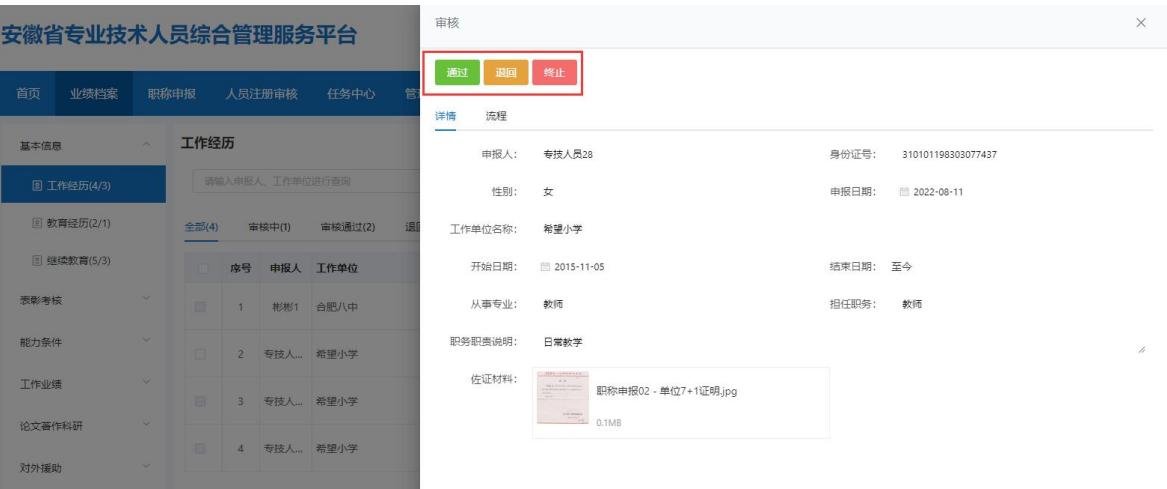 安徽省专业技术人员综合管理服务平台
首页 业绩档案 职称申报 人员注册审核 任务中心
基本信息
工作经历(4/3)
教育经历(2/1)
继续教育(5/3)
表彰考核
能力条件
工作业绩
论文著作科研
对外援助
工作经历
请输入申报人、工作单位进行查询
全部(4) 审核中(1) 审核通过(2)
序号 申报人 工作单位
1 彬彬1 合肥八中
2 专技人... 希望小学
3 专技人... 希望小学
4 专技人... 希望小学
审核
通过 退回 终止
详情 流程
申报人: 专技人员28 身份证号: 310101198303077437
性别: 女 申报日期: 2022-08-11
工作单位名称: 希望小学
开始日期: 2015-11-05 结束日期: 至今
从事专业: 教师 担任职务: 教师
职务职责说明: 日常教学
佐证材料: 职称申报02 - 单位7+1证明.jpg
0.1MB